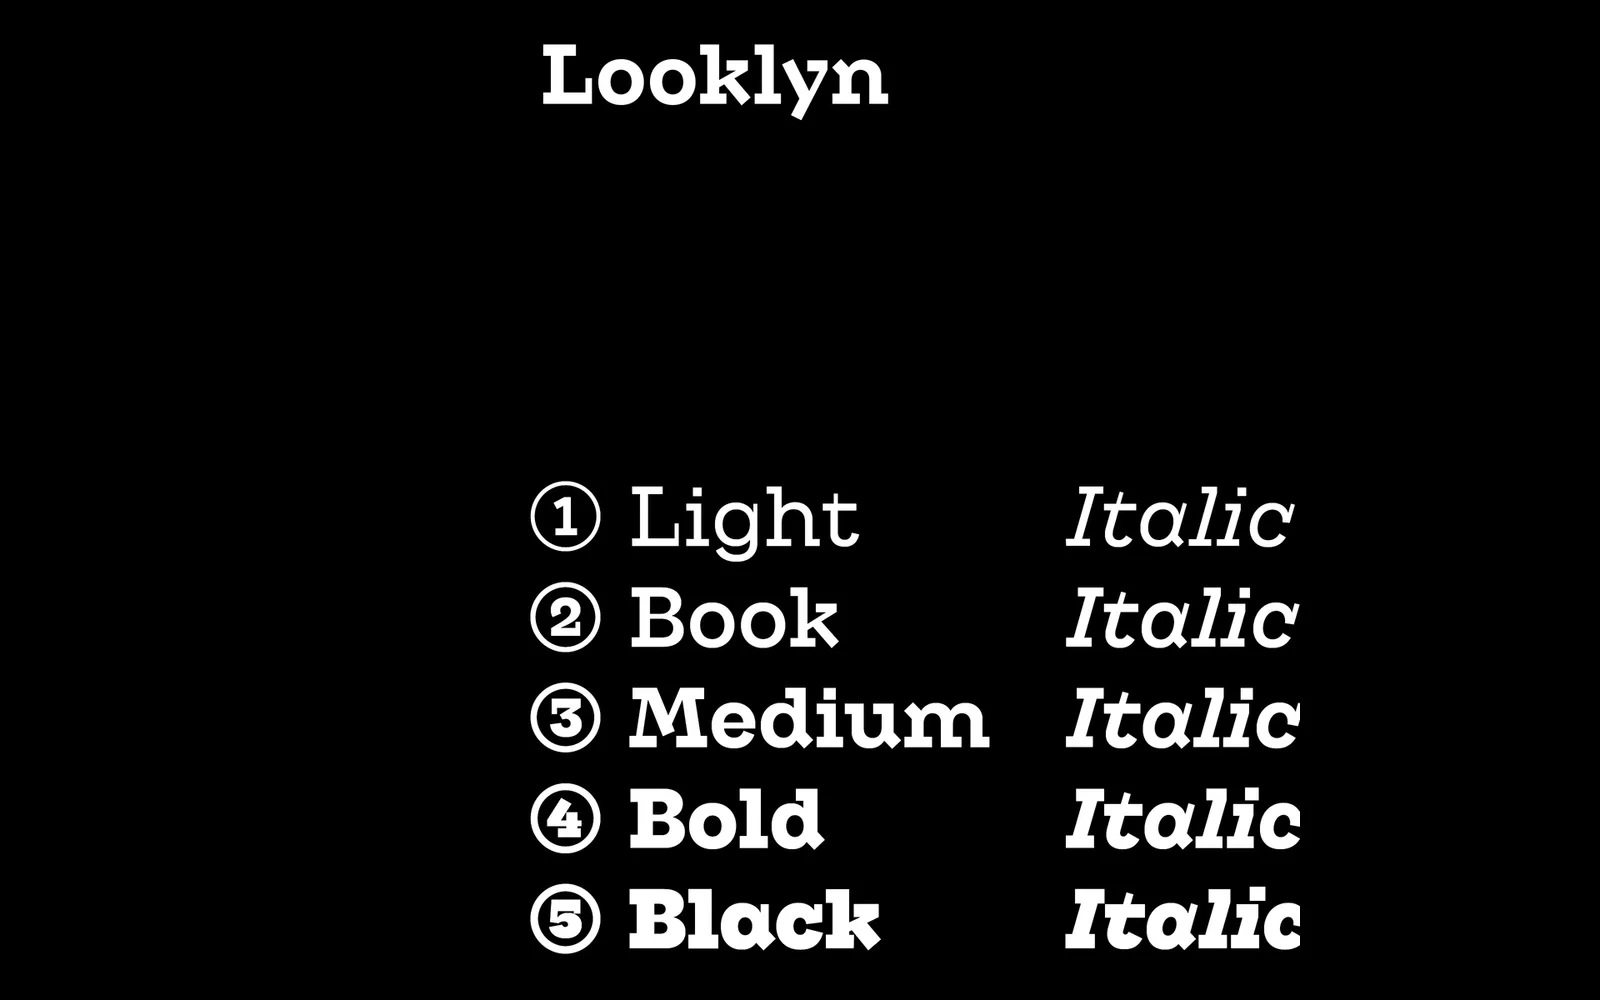 Looklyn
① Light Italic
② Book Italic
③ Medium Italic
④ Bold Italic
⑤ Black Italic